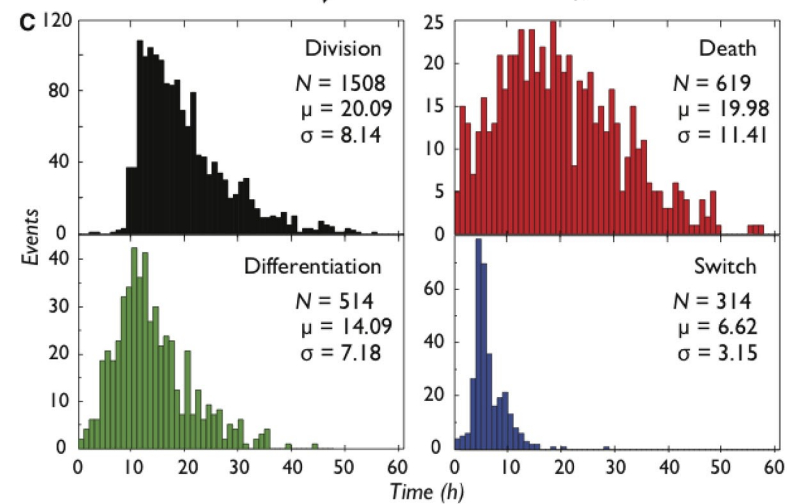 C
120
80
40
0
Division
N = 1508
μ = 20.09
σ = 8.14
25
20
15
10
5
0
Death
N = 619
μ = 19.98
σ = 11.41
Events
40
30
20
10
0
Differentiation
N = 514
μ = 14.09
σ = 7.18
60
40
20
0
Switch
N = 314
μ = 6.62
σ = 3.15
0 10 20 30 40 50 60
0 10 20 30 40 50 60
Time (h)